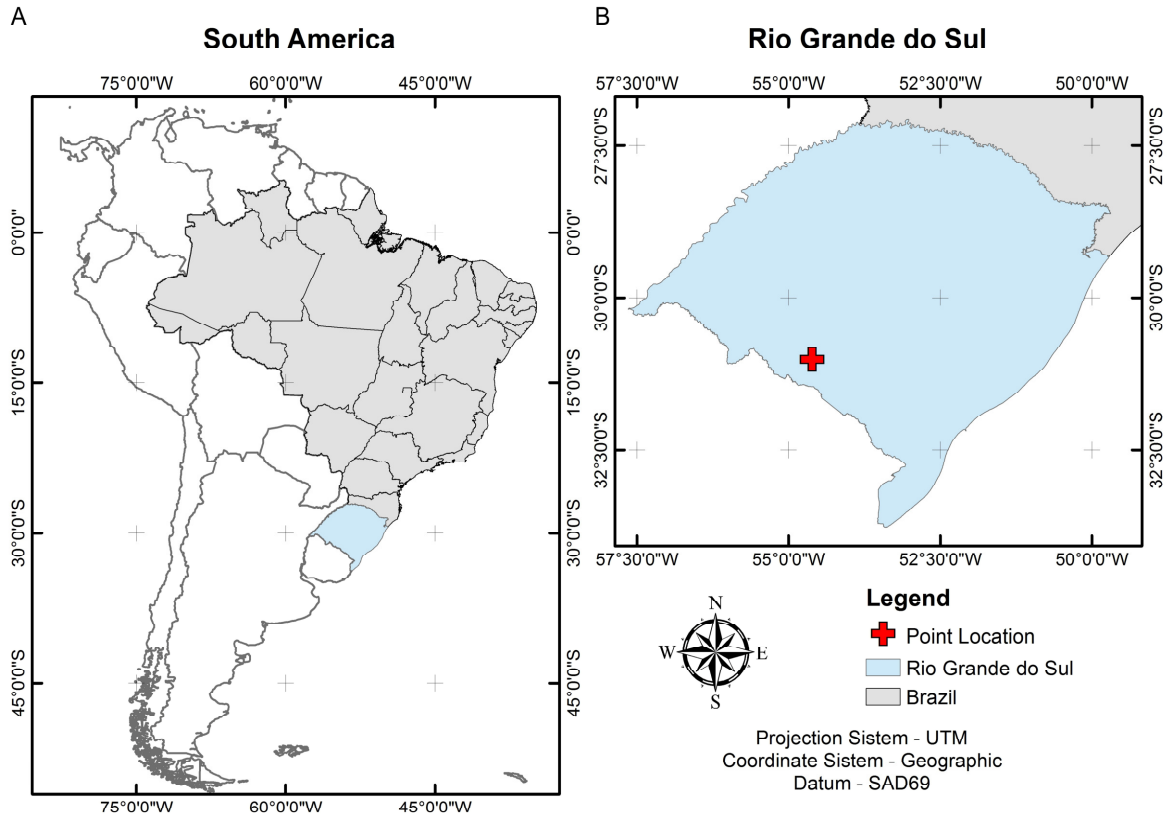 A
South America
75°0'0"W 60°0'0"W 45°0'0"W
0°0'0"
15°0'0"S
30°0'0"S
45°0'0"S
0°0'0"
15°0'0"S
30°0'0"S
45°0'0"S
75°0'0"W 60°0'0"W 45°0'0"W
B
Rio Grande do Sul
57°30'0"W 55°0'0"W 52°30'0"W 50°0'0"W
27°30'0"S
30°0'0"S
32°30'0"S
27°30'0"S
30°0'0"S
32°30'0"S
57°30'0"W 55°0'0"W 52°30'0"W 50°0'0"W
N
W E
S
Legend
Point Location
Rio Grande do Sul
Brazil
Projection Sistem - UTM
Coordinate Sistem - Geographic
Datum - SAD69